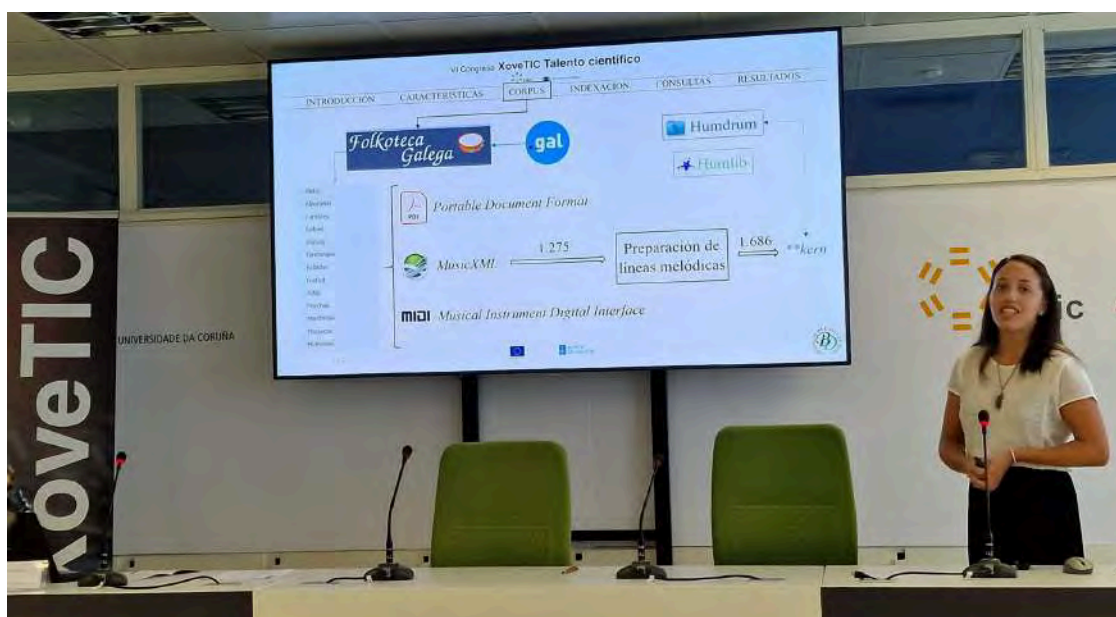 VI Congreso XoveTIC Talento científico
INTRODUCCIÓN CARACTERÍSTICAS CORPUS INDEXACIÓN CONSULTAS RESULTADOS
Folkoteca
Galega
gal
Humdrum
Humlib
PDF
Portable Document Format
MusicXML
1.275
Preparación de
líneas melódicas
1.686
**kern
MIDI Musical Instrument Digital Interface
B
XoveTIC
UNIVERSIDADE DA CORUÑA
ic